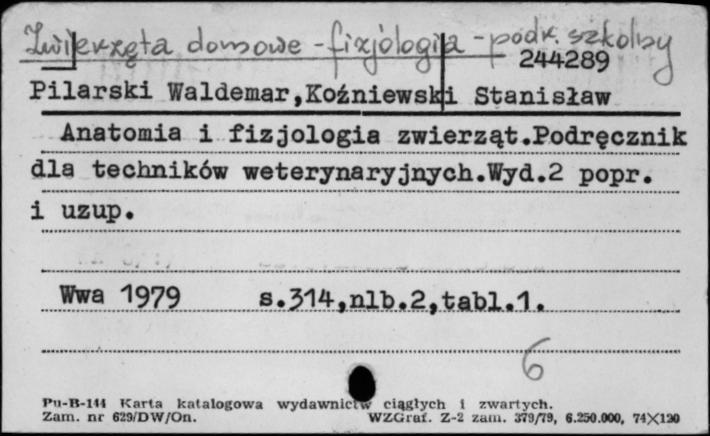 Zwierzęta domowe - fizjologia - podr. szkolny
244289
Pilarski Waldemar,Koźniewski Stanisław
Anatomia i fizjologia zwierząt.Podręcznik
dla techników weterynaryjnych.Wyd.2 popr.
i uzup.
Wwa 1979 s.314,nlb.2,tabl.1.
6
Pu-B-144 Karta katalogowa wydawnictw ciągłych i zwartych.
Zam. nr 629/DW/On. WZGraf. Z-2 zam. 379/79, 6.250.000, 74X120